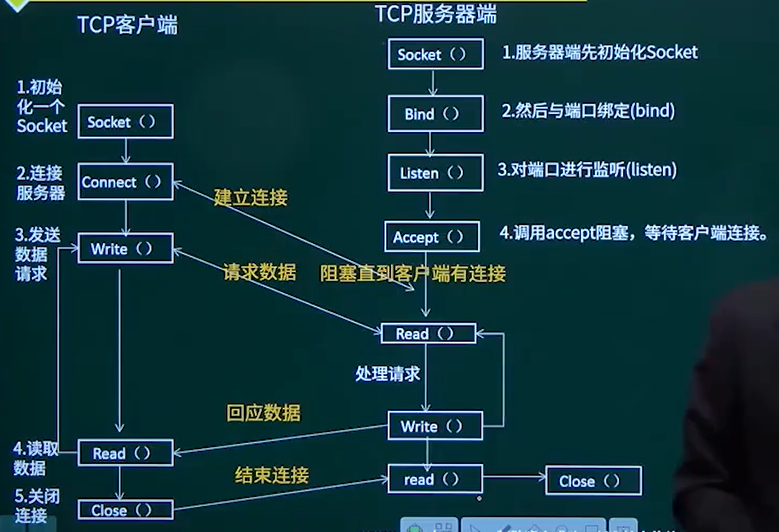 TCP客户端
TCP服务器端
Socket（）
1.服务器端先初始化Socket
1.初始
化一个
Socket
Socket（）
Bind（）
2.然后与端口绑定(bind)
2.连接
服务器
Connect（）
Listen（）
3.对端口进行监听(listen)
建立连接
3.发送
数据
请求
Write（）
Accept（）
4.调用accept阻塞，等待客户端连接。
请求数据
阻塞直到客户端有连接
Read（）
处理请求
回应数据
Write（）
4.读取
数据
Read（）
结束连接
read（）
Close（）
5.关闭
连接
Close（）